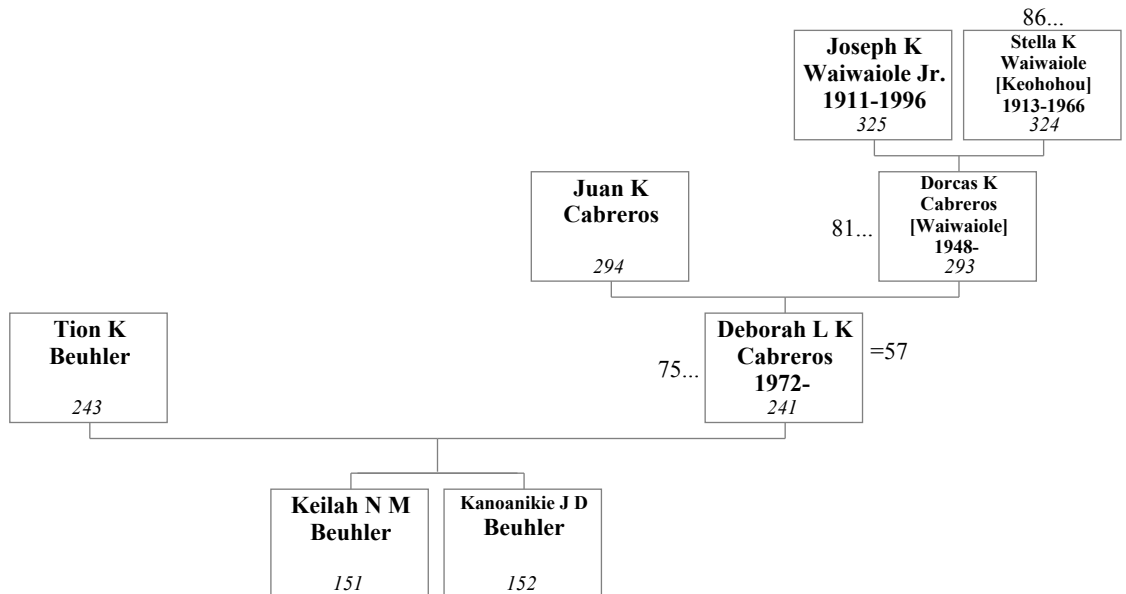 86...
Joseph K
Waiwaiole Jr.
1911-1996
325
Stella K
Waiwaiole
[Keohohou]
1913-1966
324
Juan K
Cabreros
294
81...
Dorcas K
Cabreros
[Waiwaiole]
1948-
293
Tion K
Beuhler
243
75...
Deborah L K
Cabreros
1972-
241
=57
Keilah N M
Beuhler
151
Kanoanikie J D
Beuhler
152